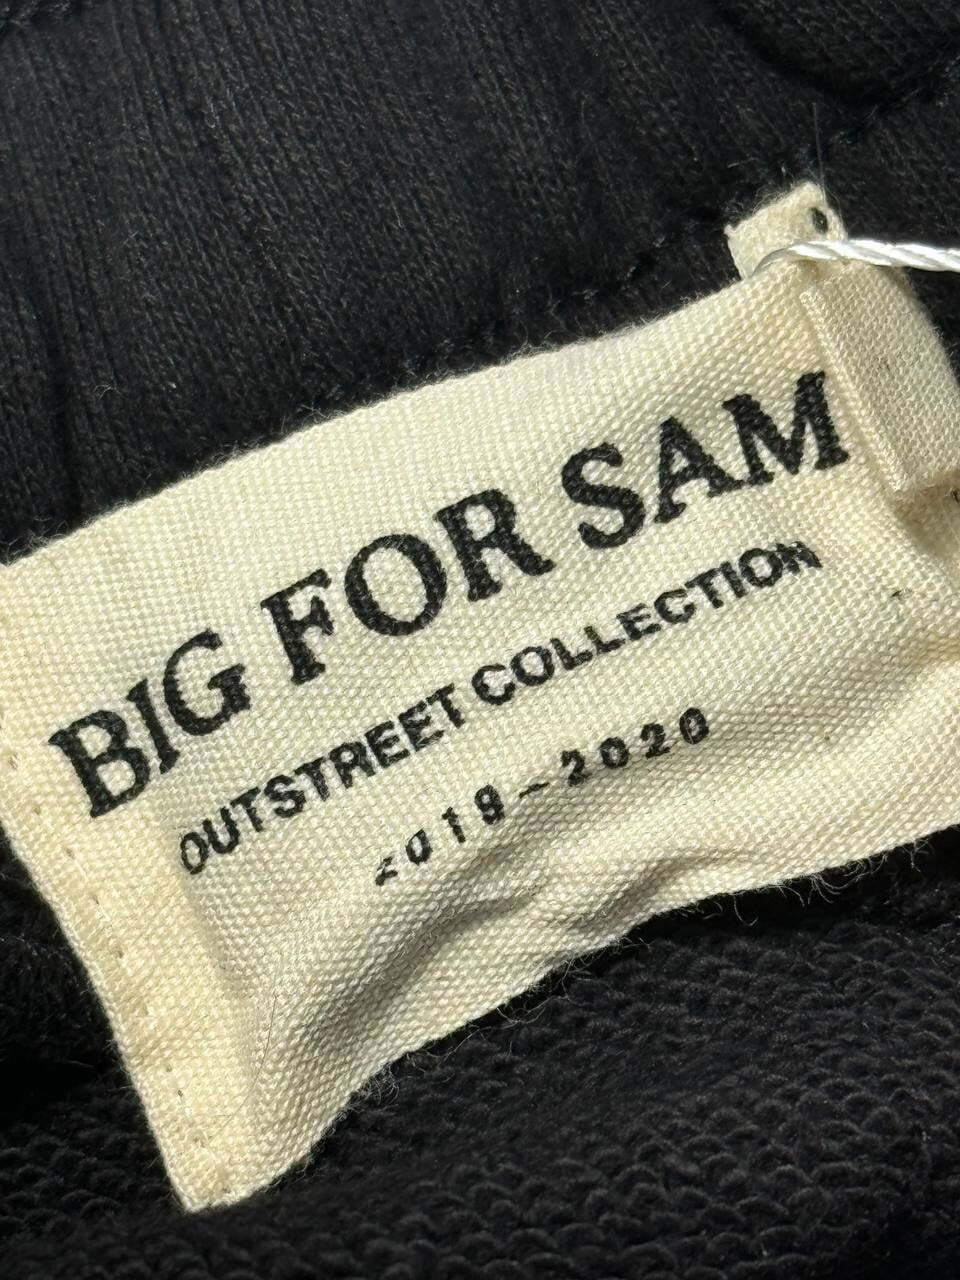 BIG FOR SAM
OUTSTREET COLLECTION
2019~2020